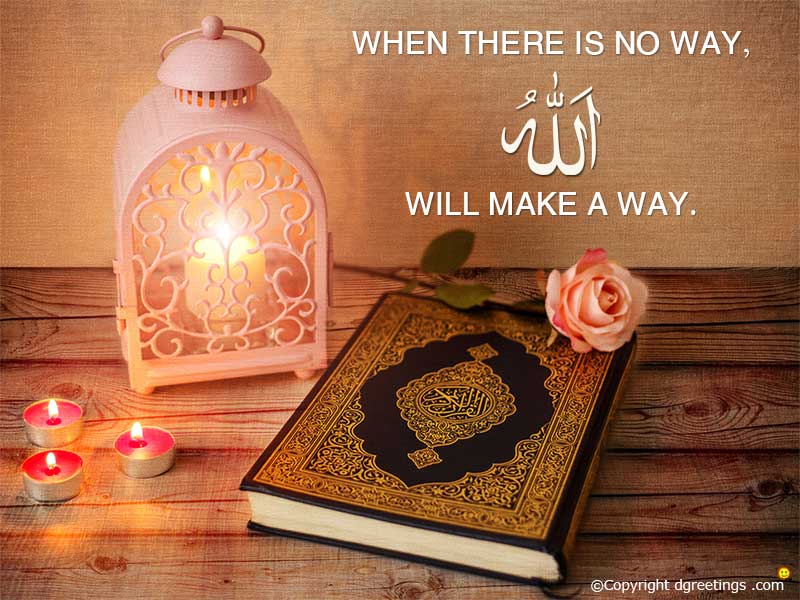 WHEN THERE IS NO WAY,
الله
WILL MAKE A WAY.
©Copyright dgreetings .com